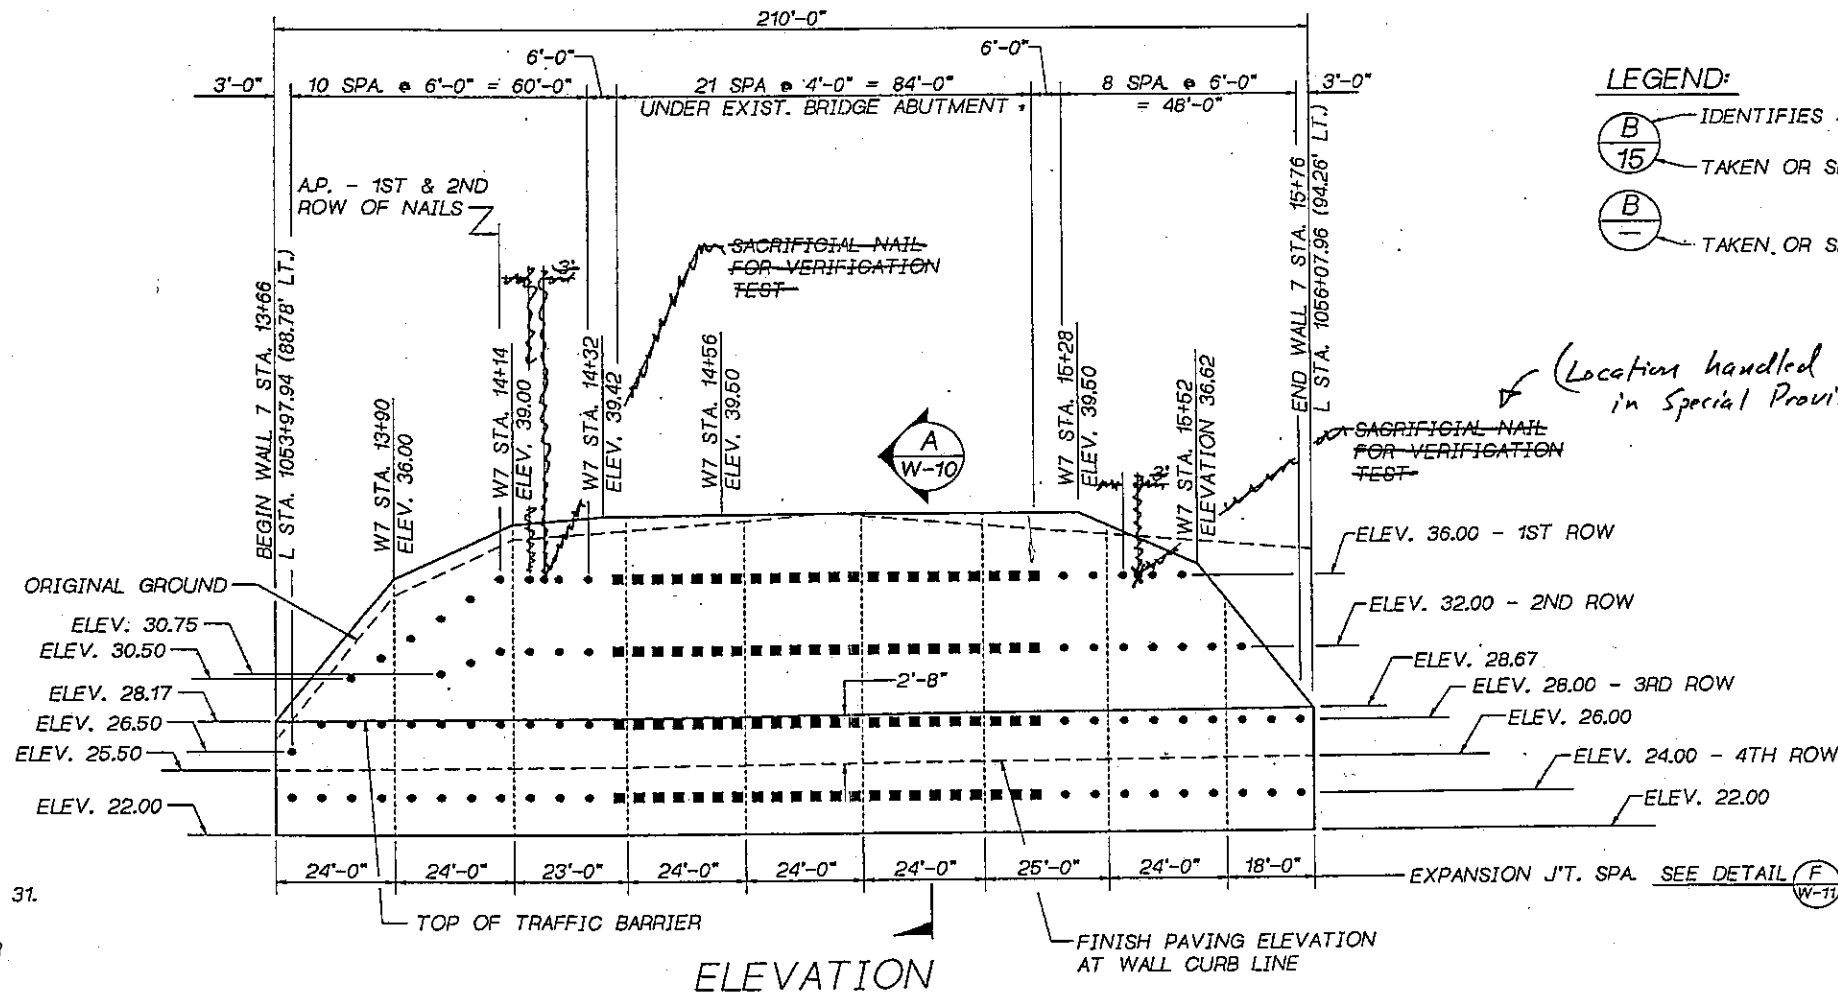 210'-0"
6'-0"
6'-0"
3'-0"
10 SPA. @ 6'-0" = 60'-0"
21 SPA @ 4'-0" = 84'-0"
UNDER EXIST. BRIDGE ABUTMENT
8 SPA. @ 6'-0"
= 48'-0"
3'-0"
LEGEND:
B
15
IDENTIFIES
TAKEN OR
B
–
TAKEN OR
A.P. - 1ST & 2ND
ROW OF NAILS
3'
SACRIFICIAL NAIL
FOR VERIFICATION
TEST
BEGIN WALL 7 STA. 13+66
L STA. 1053+97.94 (88.78' LT.)
W7 STA. 13+90
ELEV. 36.00
W7 STA. 14+14
ELEV. 39.00
W7 STA. 14+32
ELEV. 39.42
W7 STA. 14+56
ELEV. 39.50
A
W-10
W7 STA. 15+28
ELEV. 39.50
3'
W7 STA. 15+52
ELEVATION 36.62
END WALL 7 STA. 15+76
L STA. 1056+07.96 (94.26' LT.)
(Location handled
in Special
SACRIFICIAL NAIL
FOR VERIFICATION
TEST
ELEV. 36.00 - 1ST ROW
ORIGINAL GROUND
ELEV. 30.75
ELEV. 30.50
ELEV. 28.17
ELEV. 26.50
ELEV. 25.50
ELEV. 22.00
ELEV. 32.00 - 2ND ROW
2'-8"
ELEV. 28.67
ELEV. 28.00 - 3RD ROW
ELEV. 26.00
ELEV. 24.00 - 4TH ROW
ELEV. 22.00
24'-0"
24'-0"
23'-0"
24'-0"
24'-0"
24'-0"
25'-0"
24'-0"
18'-0"
EXPANSION J'T. SPA. SEE DETAIL
F
W-11
31.
TOP OF TRAFFIC BARRIER
FINISH PAVING ELEVATION
AT WALL CURB LINE
ELEVATION